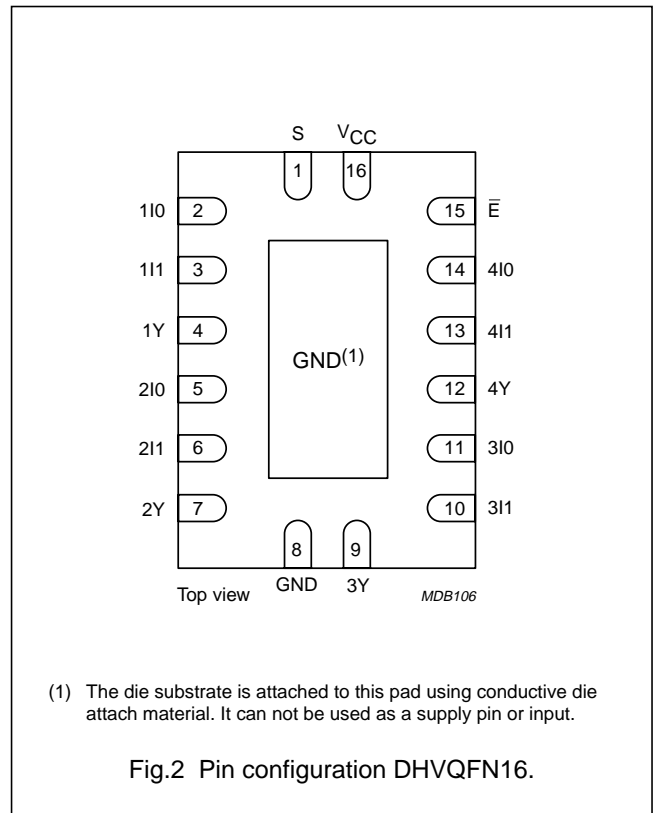 S VCC
1 16
1I0 2 15 E̅
1I1 3 14 4I0
1Y 4 13 4I1
GND(1)
2I0 5 12 4Y
2I1 6 11 3I0
2Y 7 10 3I1
8 9
Top view GND 3Y MDB106
(1) The die substrate is attached to this pad using conductive die
attach material. It can not be used as a supply pin or input.
Fig.2 Pin configuration DHVQFN16.